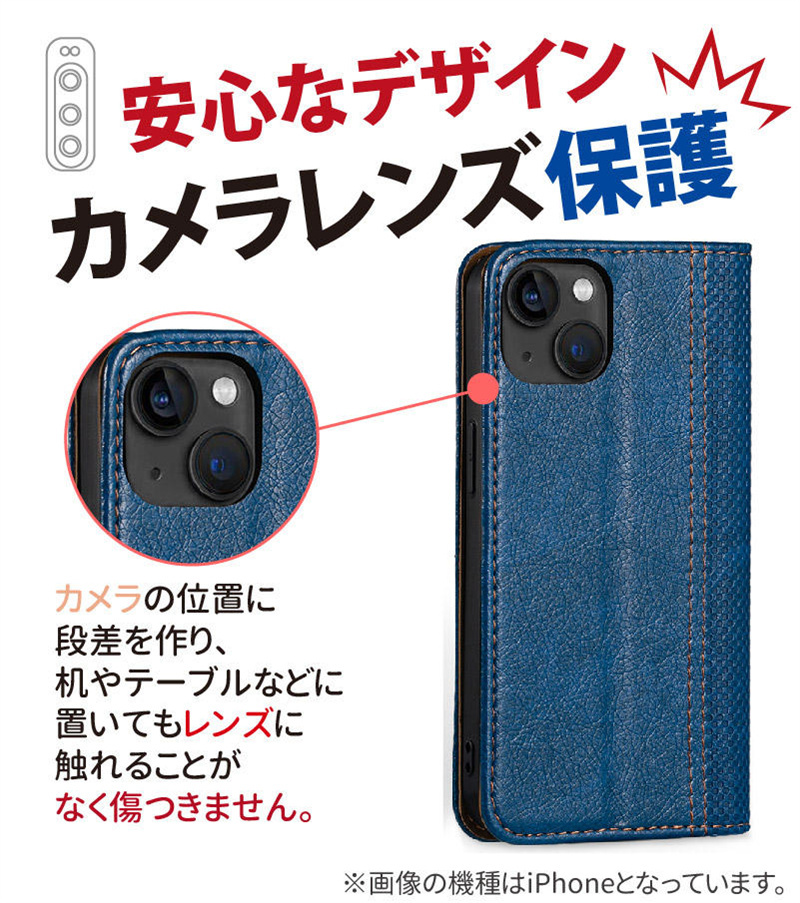 安心なデザイン
カメラレンズ保護
カメラの位置に
段差を作り、
机やテーブルなどに
置いてもレンズに
触れることが
なく傷つきません。
※画像の機種はiPhoneとなっています。